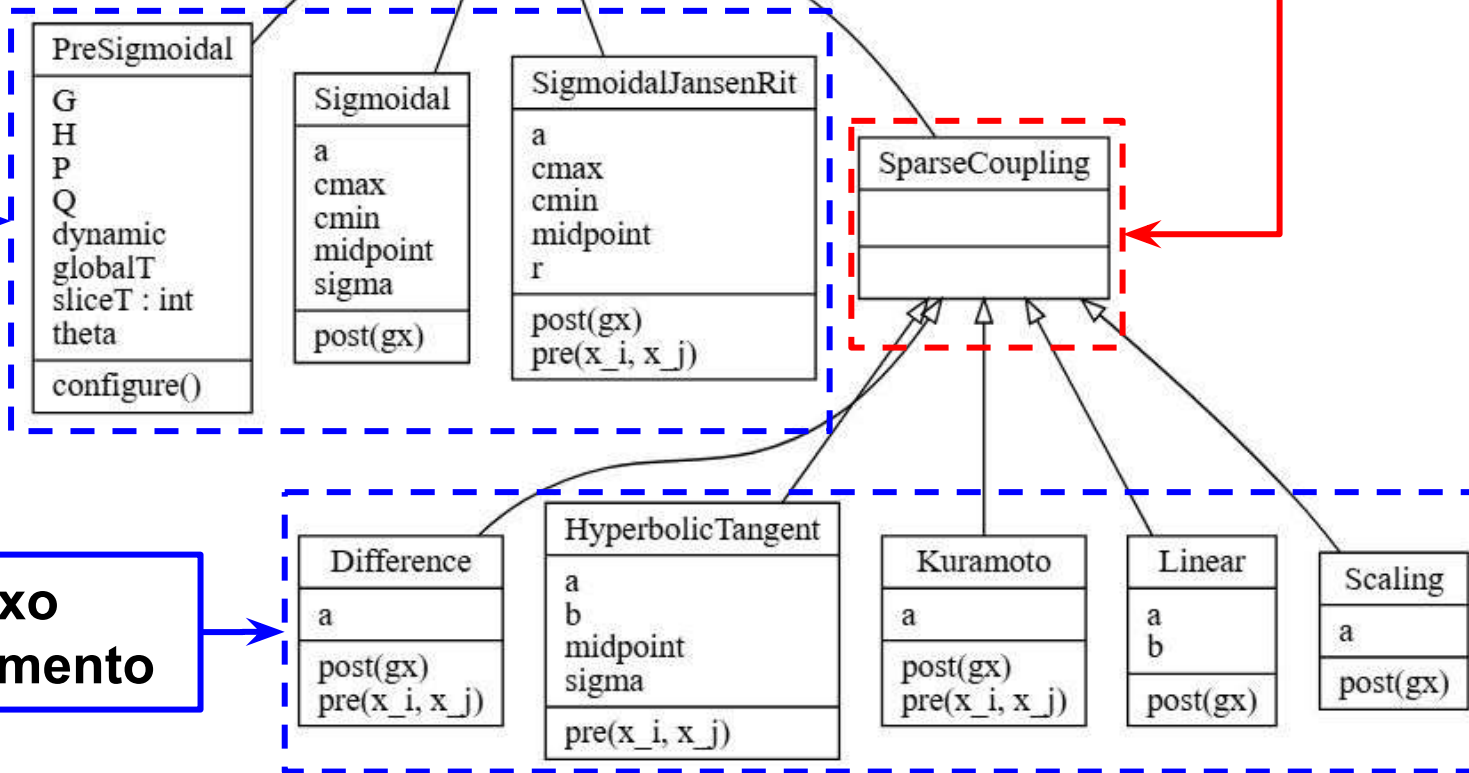 PreSigmoidal
G
H
P
Q
dynamic
globalT
sliceT : int
theta
configure()
Sigmoidal
a
cmax
cmin
midpoint
sigma
post(gx)
SigmoidalJansenRit
a
cmax
cmin
midpoint
r
post(gx)
pre(x_i, x_j)
SparseCoupling
xo
mento
Difference
a
post(gx)
pre(x_i, x_j)
HyperbolicTangent
a
b
midpoint
sigma
pre(x_i, x_j)
Kuramoto
a
post(gx)
pre(x_i, x_j)
Linear
a
b
post(gx)
Scaling
a
post(gx)